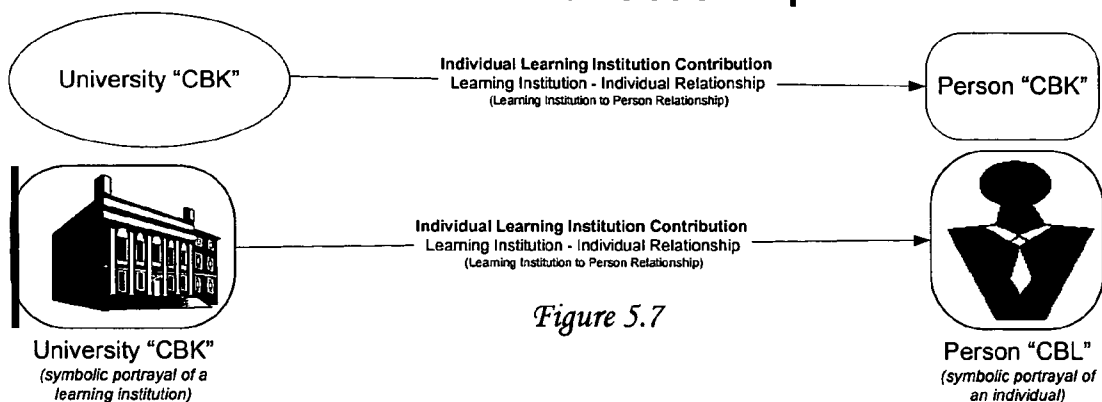 University “CBK”
Individual Learning Institution Contribution
Learning Institution - Individual Relationship
(Learning Institution to Person Relationship)
Person “CBK”
Individual Learning Institution Contribution
Learning Institution - Individual Relationship
(Learning Institution to Person Relationship)
Figure 5.7
University “CBK”
(symbolic portrayal of a
learning institution)
Person “CBL”
(symbolic portrayal of
an individual)